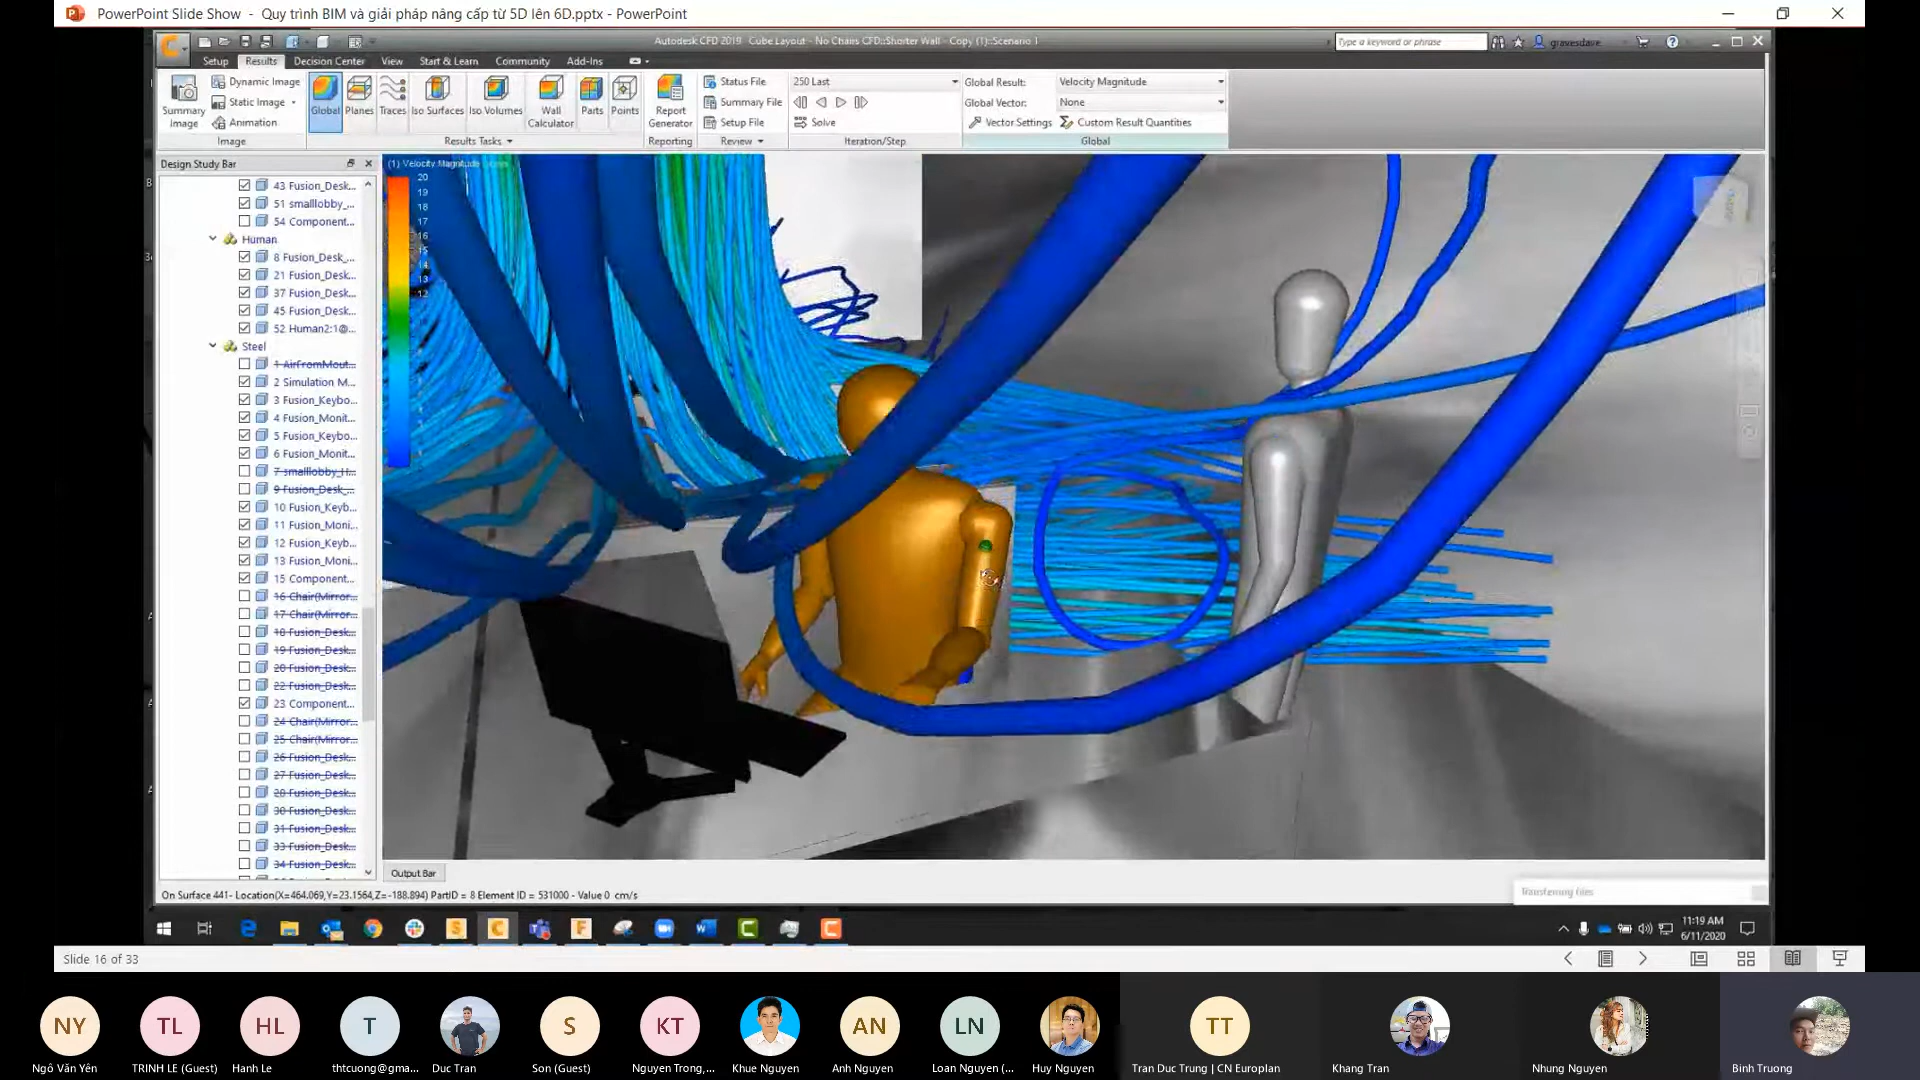 PowerPoint Slide Show - Quy trình BIM và giải pháp nâng cấp từ 5D lên 6D.pptx - PowerPoint
Autodesk CFD 2019 Cube Layout - No Chairs CFD::Shorter Wall - Copy (1)::Scenario 1
Type a keyword or phrase
gravesdave
Setup Results Decision Center View Start & Learn Community Add-Ins
Summary Image
Dynamic Image
Static Image
Animation
Image
Global Planes Traces Iso Surfaces Iso Volumes Wall Calculator Parts Points
Results Tasks
Report Generator
Reporting
Status File
Summary File
Setup File
Review
250 Last
Solve
Iteration/Step
Global Result: Velocity Magnitude
Global Vector: None
Vector Settings Custom Result Quantities
Global
Design Study Bar
43 Fusion_Desk...
51 smalllobby_...
54 Component...
Human
8 Fusion_Desk_...
21 Fusion_Desk...
37 Fusion_Desk...
45 Fusion_Desk...
52 Human2:1@...
Steel
1 AirFromMout...
2 Simulation M...
3 Fusion_Keybo...
4 Fusion_Monit...
5 Fusion_Keybo...
6 Fusion_Monit...
7 smalllobby_H...
9 Fusion_Desk_...
10 Fusion_Keyb...
11 Fusion_Moni...
12 Fusion_Keyb...
13 Fusion_Moni...
15 Component...
16 Chair(Mirror...
17 Chair(Mirror...
18 Fusion_Desk...
19 Fusion_Desk...
20 Fusion_Desk...
22 Fusion_Desk...
23 Component...
24 Chair(Mirror...
25 Chair(Mirror...
26 Fusion_Desk...
27 Fusion_Desk...
28 Fusion_Desk...
30 Fusion_Desk...
31 Fusion_Desk...
33 Fusion_Desk...
34 Fusion_Desk...
(1) Velocity Magnitude
20
19
18
17
16
15
14
13
12
Output Bar
On Surface 441- Location(X=464.069,Y=23.1564,Z=-188.894) PartID = 8 Element ID = 531000 - Value 0 cm/s
Transferring files
11:19 AM
6/11/2020
Slide 16 of 33
NY TL HL T S KT AN LN TT
Ngô Văn Yên
TRINH LE (Guest)
Hanh Le
thtcuong@gma...
Duc Tran
Son (Guest)
Nguyen Trong,...
Khue Nguyen
Anh Nguyen
Loan Nguyen (...
Huy Nguyen
Tran Duc Trung | CN Europlan
Khang Tran
Nhung Nguyen
Binh Truong